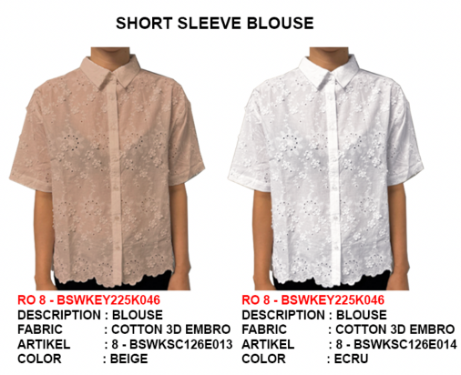 SHORT SLEEVE BLOUSE
RO 8 - BSWKEY225K046
DESCRIPTION : BLOUSE
FABRIC : COTTON 3D EMBRO
ARTIKEL : 8 - BSWKSC126E013
COLOR : BEIGE
RO 8 - BSWKEY225K046
DESCRIPTION : BLOUSE
FABRIC : COTTON 3D EMBRO
ARTIKEL : 8 - BSWKSC126E014
COLOR : ECRU